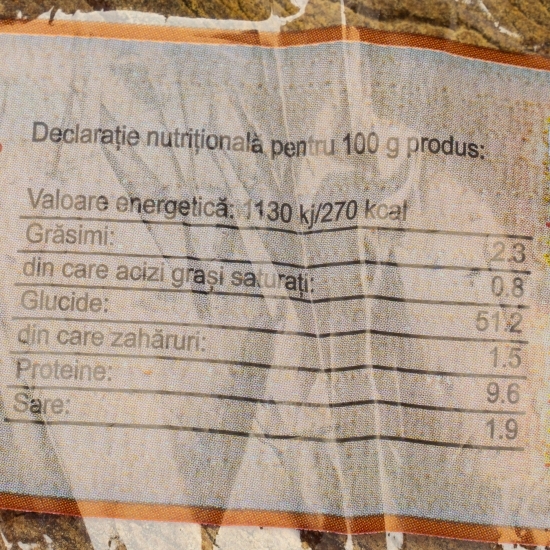 Declarație nutrițională pentru 100 g produs:
Valoare energetică: 1130 kj/270 kcal
Grăsimi: 2.3
din care acizi grași saturați: 0.8
Glucide: 51.2
din care zahăruri: 1.5
Proteine: 9.6
Sare: 1.9